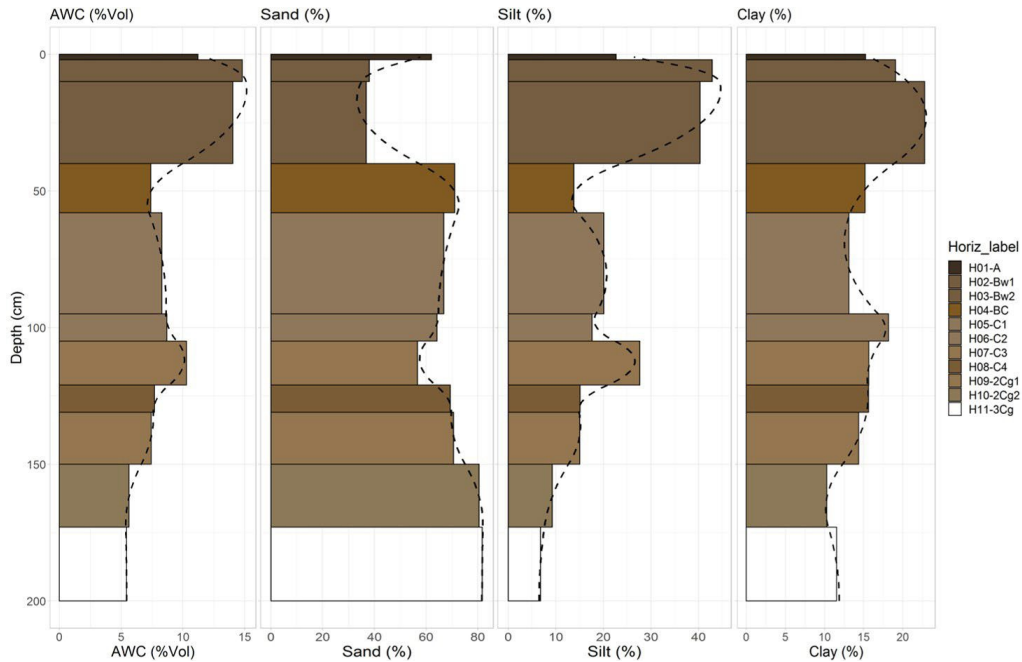 AWC (%Vol) Sand (%) Silt (%) Clay (%)
0
50
100
150
200
Depth (cm)
Horiz_label
H01-A
H02-Bw1
H03-Bw2
H04-BC
H05-C1
H06-C2
H07-C3
H08-C4
H09-2Cg1
H10-2Cg2
H11-3Cg
0 5 10 15 0 20 40 60 80 0 10 20 30 40 0 10 20
AWC (%Vol) Sand (%) Silt (%) Clay (%)